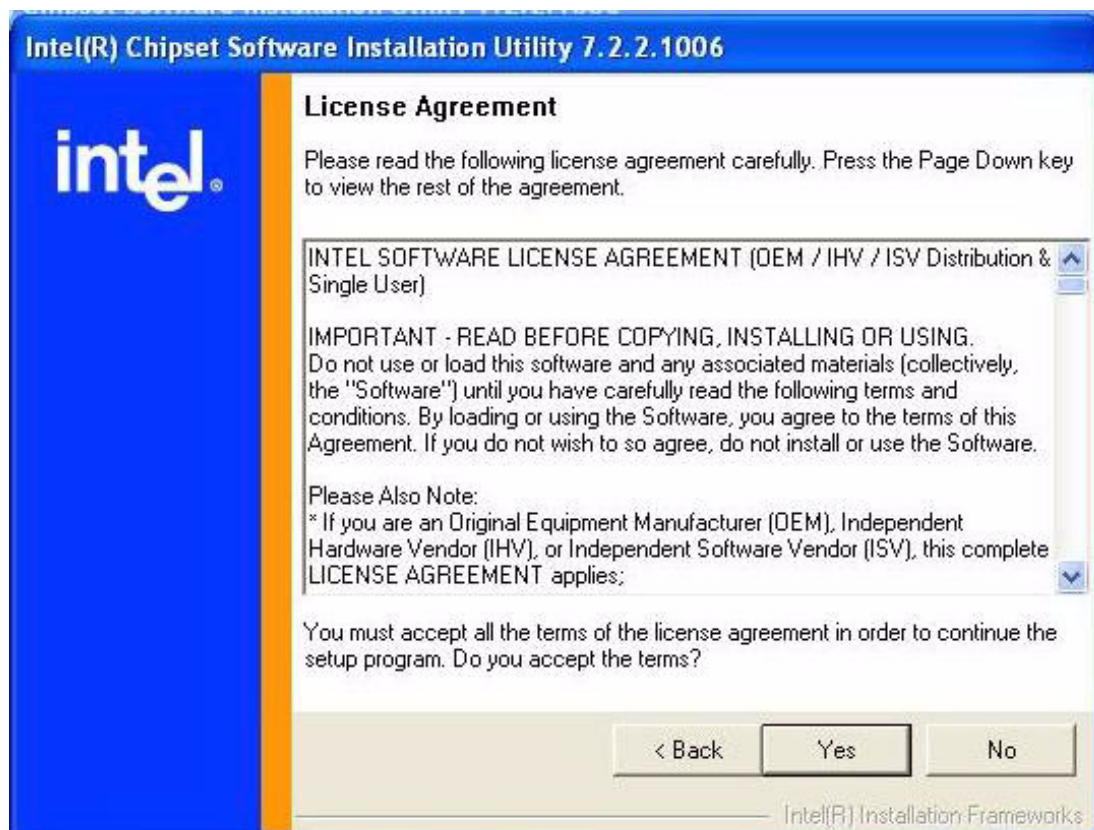 Intel(R) Chipset Software Installation Utility 7.2.2.1006
intel®
License Agreement
Please read the following license agreement carefully. Press the Page Down key
to view the rest of the agreement.
INTEL SOFTWARE LICENSE AGREEMENT (OEM / IHV / ISV Distribution &
Single User)
IMPORTANT - READ BEFORE COPYING, INSTALLING OR USING.
Do not use or load this software and any associated materials (collectively,
the "Software") until you have carefully read the following terms and
conditions. By loading or using the Software, you agree to the terms of this
Agreement. If you do not wish to so agree, do not install or use the Software.
Please Also Note:
* If you are an Original Equipment Manufacturer (OEM), Independent
Hardware Vendor (IHV), or Independent Software Vendor (ISV), this complete
LICENSE AGREEMENT applies;
You must accept all the terms of the license agreement in order to continue the
setup program. Do you accept the terms?
< Back
Yes
No
Intel(R) Installation Frameworks